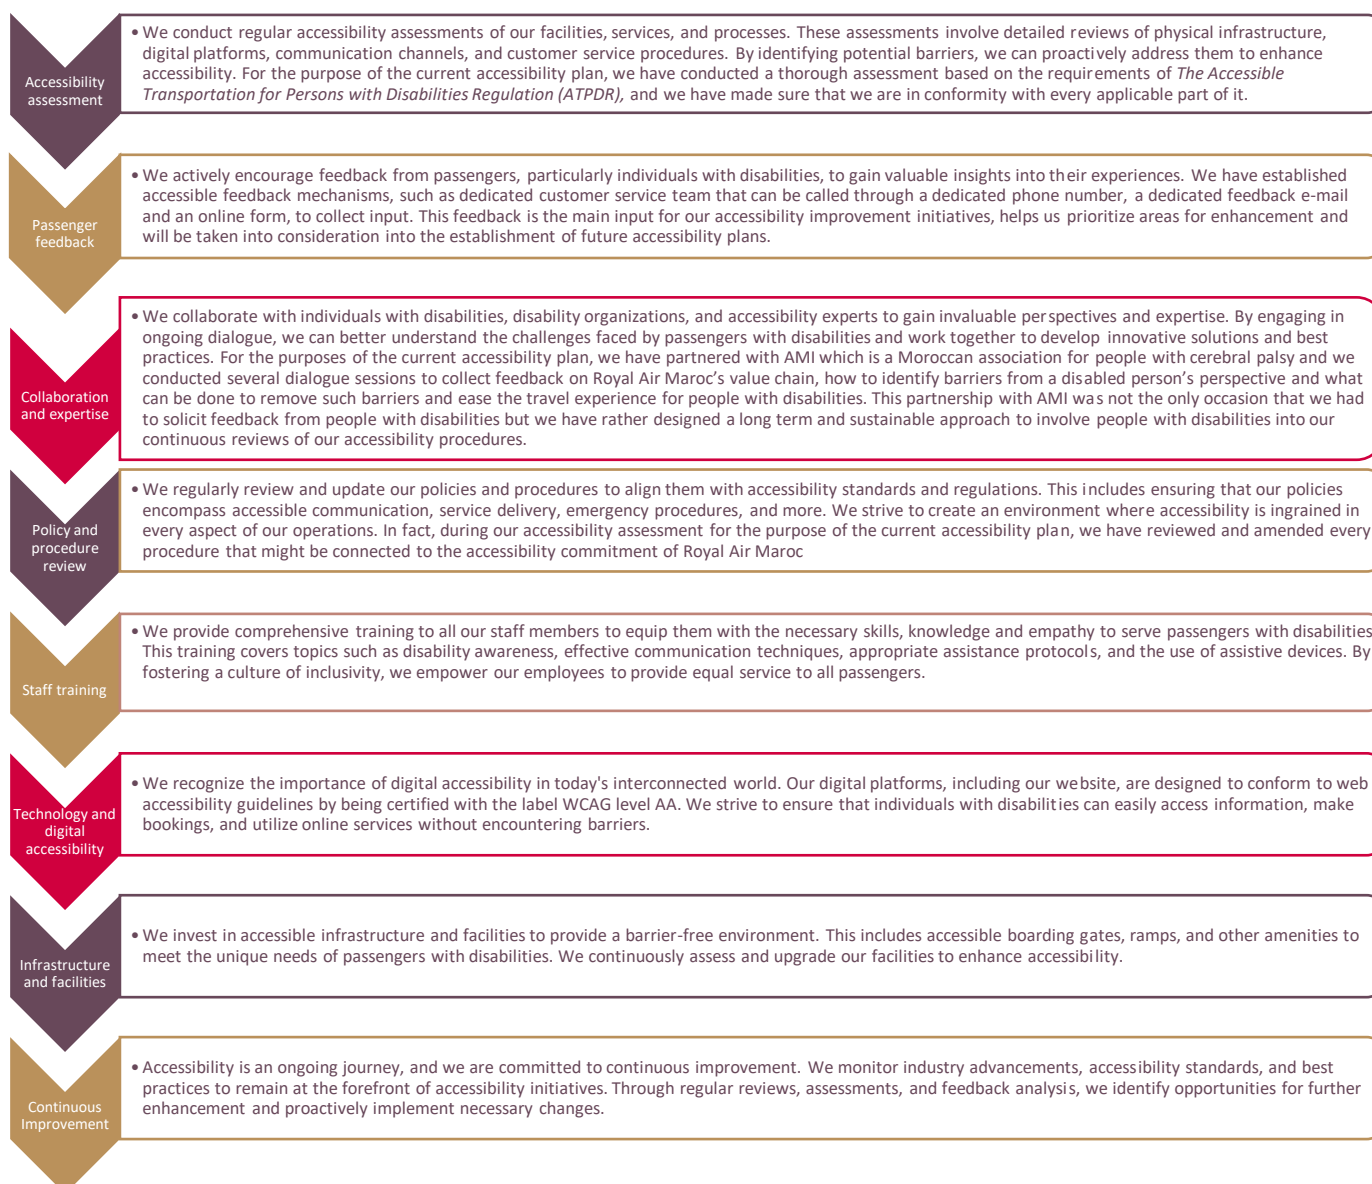 Accessibility
assessment
• We conduct regular accessibility assessments of our facilities, services, and processes. These assessments involve detailed reviews of physical infrastructure,
digital platforms, communication channels, and customer service procedures. By identifying potential barriers, we can proactively address them to enhance
accessibility. For the purpose of the current accessibility plan, we have conducted a thorough assessment based on the requirements of The Accessible
Transportation for Persons with Disabilities Regulation (ATPDR), and we have made sure that we are in conformity with every applicable part of it.
Passenger
feedback
• We actively encourage feedback from passengers, particularly individuals with disabilities, to gain valuable insights into their experiences. We have established
accessible feedback mechanisms, such as dedicated customer service team that can be called through a dedicated phone number, a dedicated feedback e-mail
and an online form, to collect input. This feedback is the main input for our accessibility improvement initiatives, helps us prioritize areas for enhancement and
will be taken into consideration into the establishment of future accessibility plans.
Collaboration
and expertise
• We collaborate with individuals with disabilities, disability organizations, and accessibility experts to gain invaluable perspectives and expertise. By engaging in
ongoing dialogue, we can better understand the challenges faced by passengers with disabilities and work together to develop innovative solutions and best
practices. For the purposes of the current accessibility plan, we have partnered with AMI which is a Moroccan association for people with cerebral palsy and we
conducted several dialogue sessions to collect feedback on Royal Air Maroc's value chain, how to identify barriers from a disabled person's perspective and what
can be done to remove such barriers and ease the travel experience for people with disabilities. This partnership with AMI was not the only occasion that we had
to solicit feedback from people with disabilities but we have rather designed a long term and sustainable approach to involve people with disabilities into our
continuous reviews of our accessibility procedures.
Policy and
procedure
review
• We regularly review and update our policies and procedures to align them with accessibility standards and regulations. This includes ensuring that our policies
encompass accessible communication, service delivery, emergency procedures, and more. We strive to create an environment where accessibility is ingrained in
every aspect of our operations. In fact, during our accessibility assessment for the purpose of the current accessibility plan, we have reviewed and amended every
procedure that might be connected to the accessibility commitment of Royal Air Maroc
Staff training
• We provide comprehensive training to all our staff members to equip them with the necessary skills, knowledge and empathy to serve passengers with disabilities
This training covers topics such as disability awareness, effective communication techniques, appropriate assistance protocols, and the use of assistive devices. By
fostering a culture of inclusivity, we empower our employees to provide equal service to all passengers.
Technology and
digital
accessibility
• We recognize the importance of digital accessibility in today's interconnected world. Our digital platforms, including our website, are designed to conform to web
accessibility guidelines by being certified with the label WCAG level AA. We strive to ensure that individuals with disabilities can easily access information, make
bookings, and utilize online services without encountering barriers.
Infrastructure
and facilities
• We invest in accessible infrastructure and facilities to provide a barrier-free environment. This includes accessible boarding gates, ramps, and other amenities to
meet the unique needs of passengers with disabilities. We continuously assess and upgrade our facilities to enhance accessibility.
Continuous
Improvement
• Accessibility is an ongoing journey, and we are committed to continuous improvement. We monitor industry advancements, accessibility standards, and best
practices to remain at the forefront of accessibility initiatives. Through regular reviews, assessments, and feedback analysis, we identify opportunities for further
enhancement and proactively implement necessary changes.